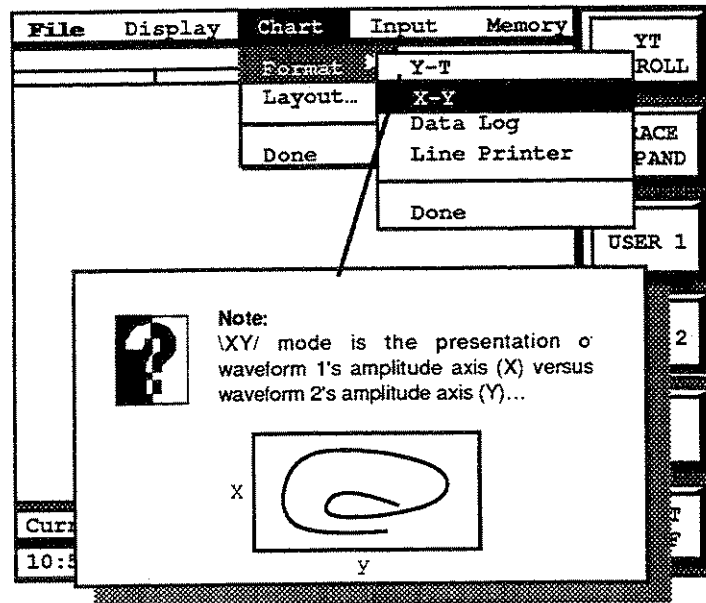 File Display Chart Input Memory
Format
Layout…
Done
Y-T
X-Y
Data Log
Line Printer
Done
YT
ROLL
ACE
PAND
USER 1
2
T
F
Note:
\XY/ mode is the presentation o
waveform 1's amplitude axis (X) versus
waveform 2's amplitude axis (Y)…
X
y
Curr
10:5